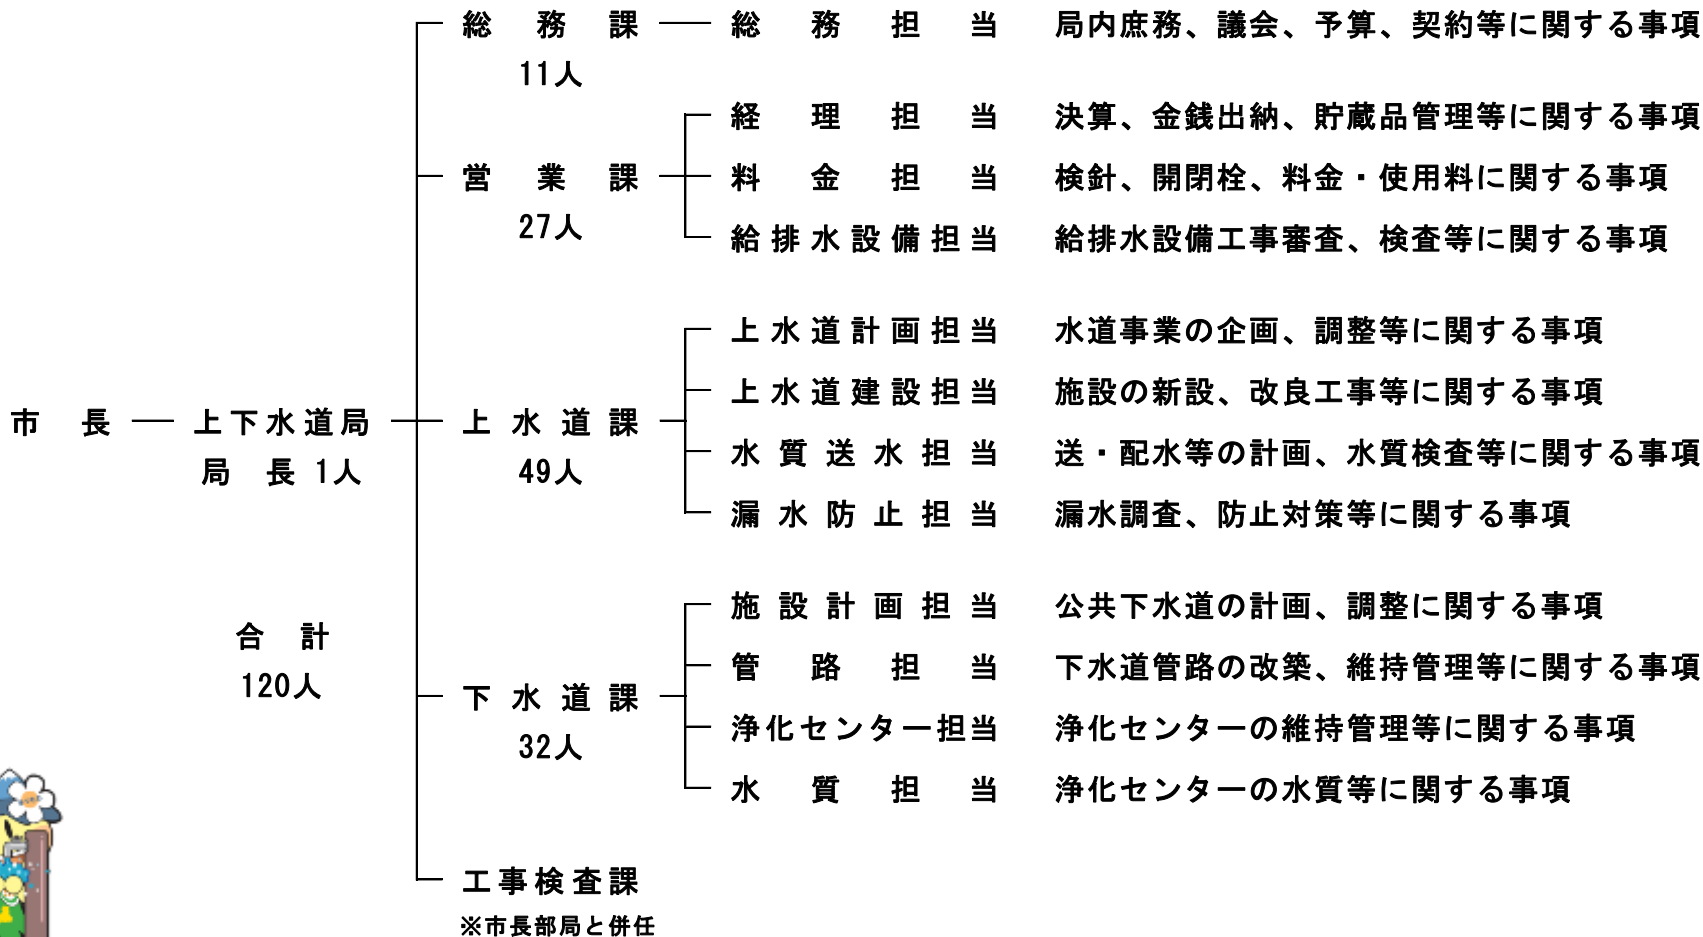 総務課 総務担当 局内庶務、議会、予算、契約等に関する事項
11人
経理担当 決算、金銭出納、貯蔵品管理等に関する事項
営業課 料金担当 検針、開閉栓、料金・使用料に関する事項
27人
給排水設備担当 給排水設備工事審査、検査等に関する事項
上水道計画担当 水道事業の企画、調整等に関する事項
上水道建設担当 施設の新設、改良工事等に関する事項
市長 上下水道局 上水道課
水質送水担当 送・配水等の計画、水質検査等に関する事項
局長 1人 49人
漏水防止担当 漏水調査、防止対策等に関する事項
施設計画担当 公共下水道の計画、調整に関する事項
合計
管路担当 下水道管路の改築、維持管理等に関する事項
120人
下水道課
浄化センター担当 浄化センターの維持管理等に関する事項
32人
水質担当 浄化センターの水質等に関する事項
工事検査課
※市長部局と併任